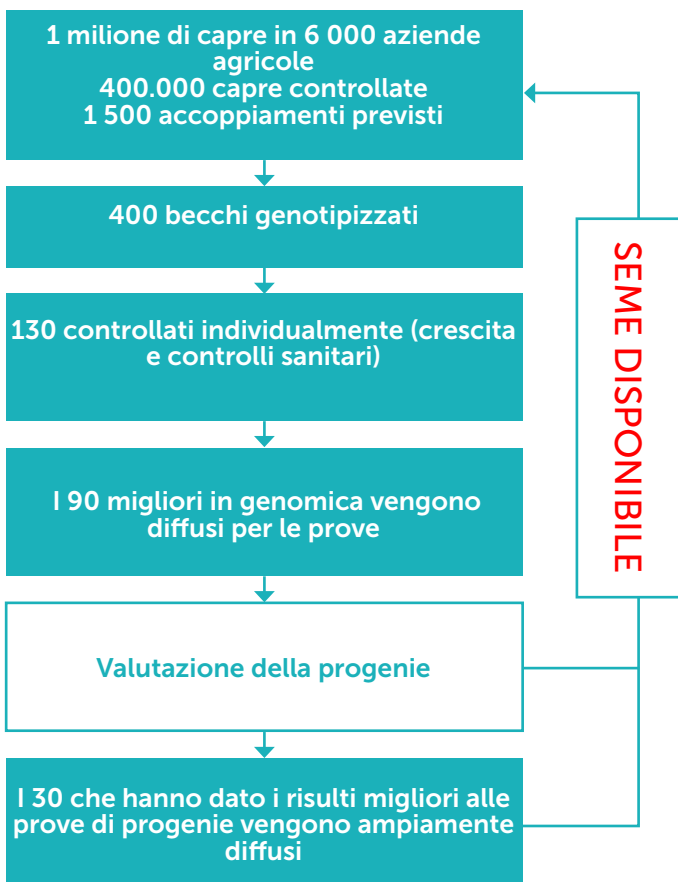 1 milione di capre in 6 000 aziende
agricole
400.000 capre controllate
1 500 accoppiamenti previsti
400 becchi genotipizzati
130 controllati individualmente (crescita
e controlli sanitari)
I 90 migliori in genomica vengono
diffusi per le prove
Valutazione della progenie
I 30 che hanno dato i risulti migliori alle
prove di progenie vengono ampiamente
diffusi
SEME DISPONIBILE